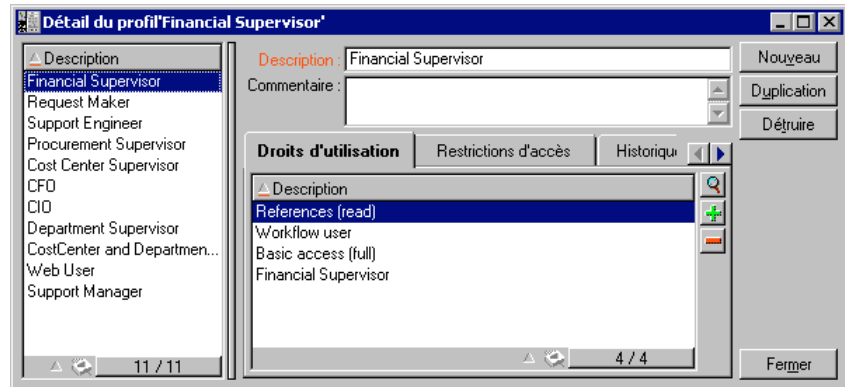 Détail du profil'Financial Supervisor'
Description
Financial Supervisor
Request Maker
Support Engineer
Procurement Supervisor
Cost Center Supervisor
CFO
CIO
Department Supervisor
CostCenter and Departmen...
Web User
Support Manager
11 / 11
Description : Financial Supervisor
Commentaire :
Droits d'utilisation Restrictions d'accès Historiqu
Description
References (read)
Workflow user
Basic access (full)
Financial Supervisor
4 / 4
Nouveau
Duplication
Détruire
Fermer